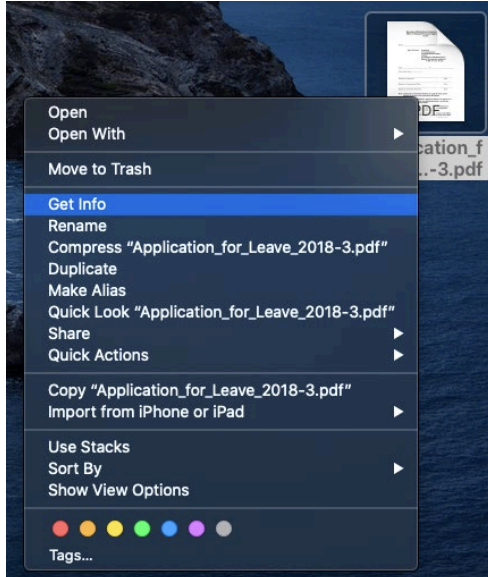 PDF
cation_f
..-3.pdf
Open
Open With
Move to Trash
Get Info
Rename
Compress “Application_for_Leave_2018-3.pdf”
Duplicate
Make Alias
Quick Look “Application_for_Leave_2018-3.pdf”
Share
Quick Actions
Copy “Application_for_Leave_2018-3.pdf”
Import from iPhone or iPad
Use Stacks
Sort By
Show View Options
Tags...